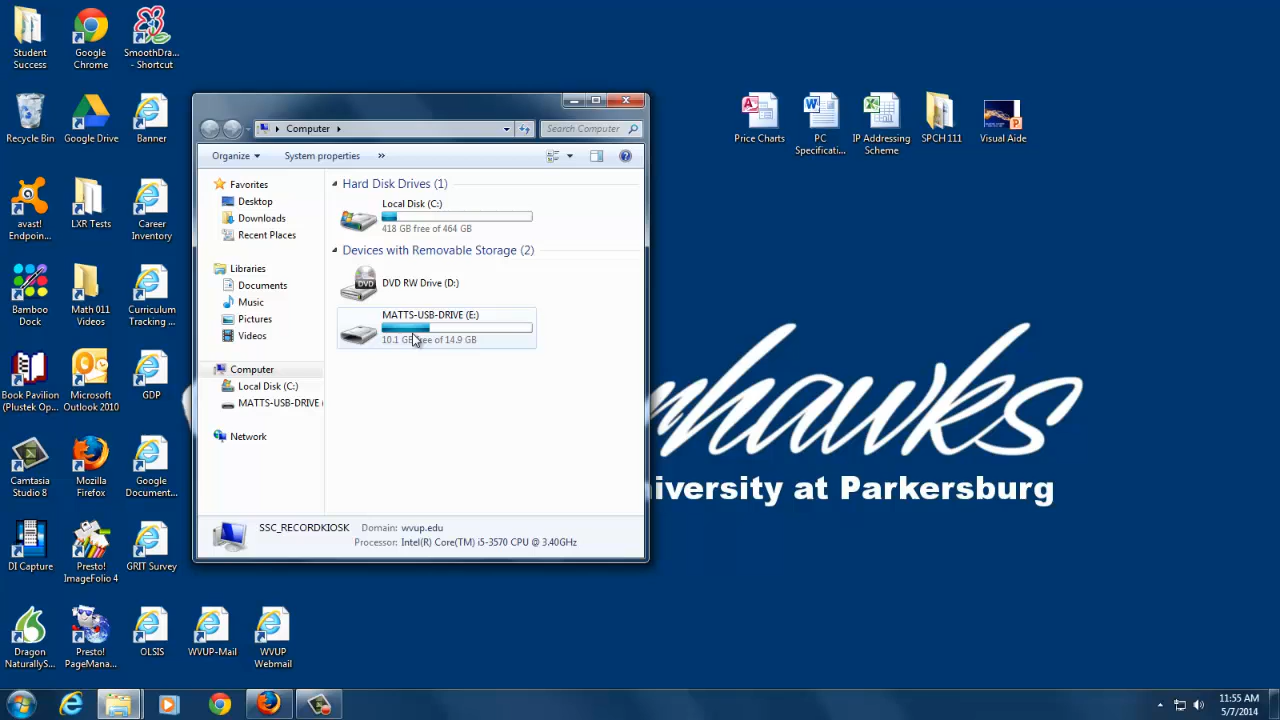 Student
Success
Google
Chrome
SmoothDra...
- Shortcut
Recycle Bin
Google Drive
Banner
avast!
Endpoin...
LXR Tests
Career
Inventory
Bamboo
Dock
Math 011
Videos
Curriculum
Tracking ...
Book Pavilion
(Plustek Op...
Microsoft
Outlook 2010
GDP
Camtasia
Studio 8
Mozilla
Firefox
Google
Document...
DI Capture
Presto!
ImageFolio 4
GRIT Survey
Dragon
NaturallyS...
Presto!
PageMana...
OLSIS
WVUP-Mail
WVUP
Webmail
Computer
Search Computer
Organize
System properties
»
Favorites
Desktop
Downloads
Recent Places
Libraries
Documents
Music
Pictures
Videos
Computer
Local Disk (C:)
MATTS-USB-DRIVE (
Network
Hard Disk Drives (1)
Local Disk (C:)
418 GB free of 464 GB
Devices with Removable Storage (2)
DVD
DVD RW Drive (D:)
MATTS-USB-DRIVE (E:)
10.1 GB free of 14.9 GB
SSC_RECORDKIOSK
Domain: wvup.edu
Processor: Intel(R) Core(TM) i5-3570 CPU @ 3.40GHz
Price Charts
PC
Specificati...
IP Addressing
Scheme
SPCH 111
Visual Aide
rhawks
iversity at Parkersburg
11:55 AM
5/7/2014